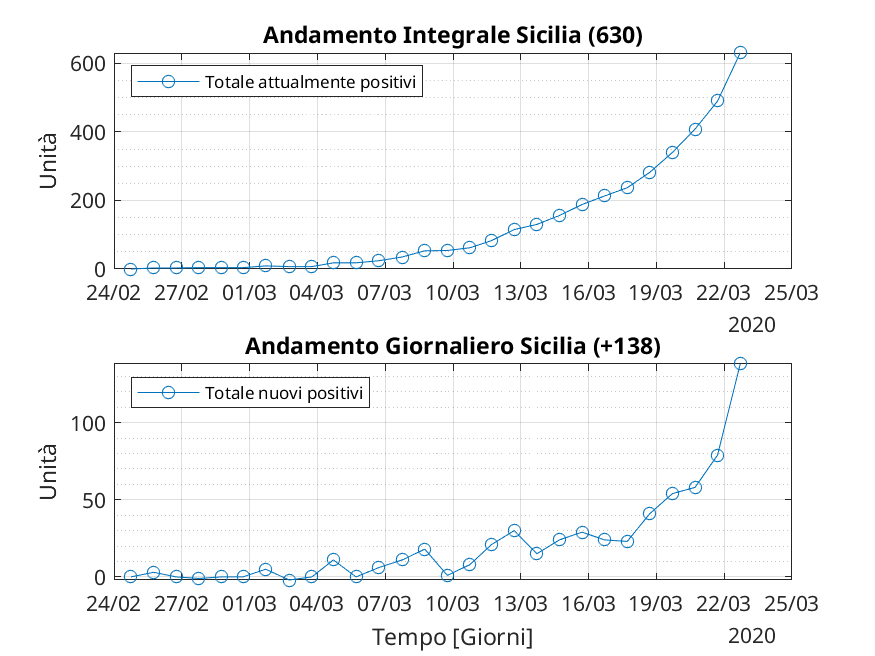 Andamento Integrale Sicilia (630)
Totale attualmente positivi
Unità
600
400
200
0
24/02 27/02 01/03 04/03 07/03 10/03 13/03 16/03 19/03 22/03 25/03
2020
Andamento Giornaliero Sicilia (+138)
Totale nuovi positivi
Unità
100
50
0
24/02 27/02 01/03 04/03 07/03 10/03 13/03 16/03 19/03 22/03 25/03
Tempo [Giorni]
2020